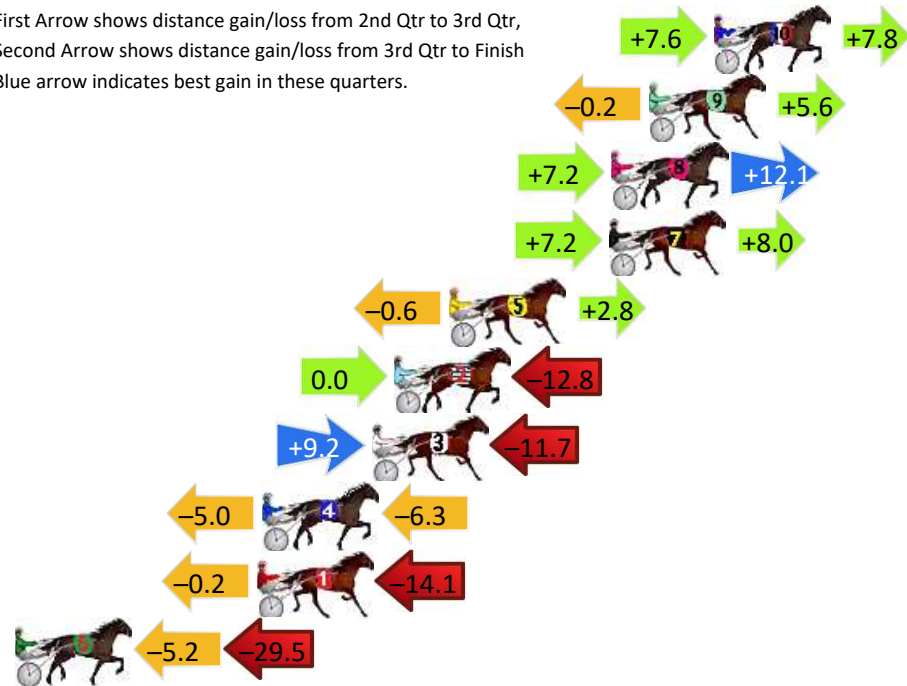 First Arrow shows distance gain/loss from 2nd Qtr to 3rd Qtr,
Second Arrow shows distance gain/loss from 3rd Qtr to Finish
Blue arrow indicates best gain in these quarters.
+7.6 10 +7.8
–0.2 9 +5.6
+7.2 8 +12.1
+7.2 7 +8.0
–0.6 5 +2.8
0.0 2 –12.8
+9.2 3 –11.7
–5.0 4 –6.3
–0.2 1 –14.1
6 –5.2 –29.5